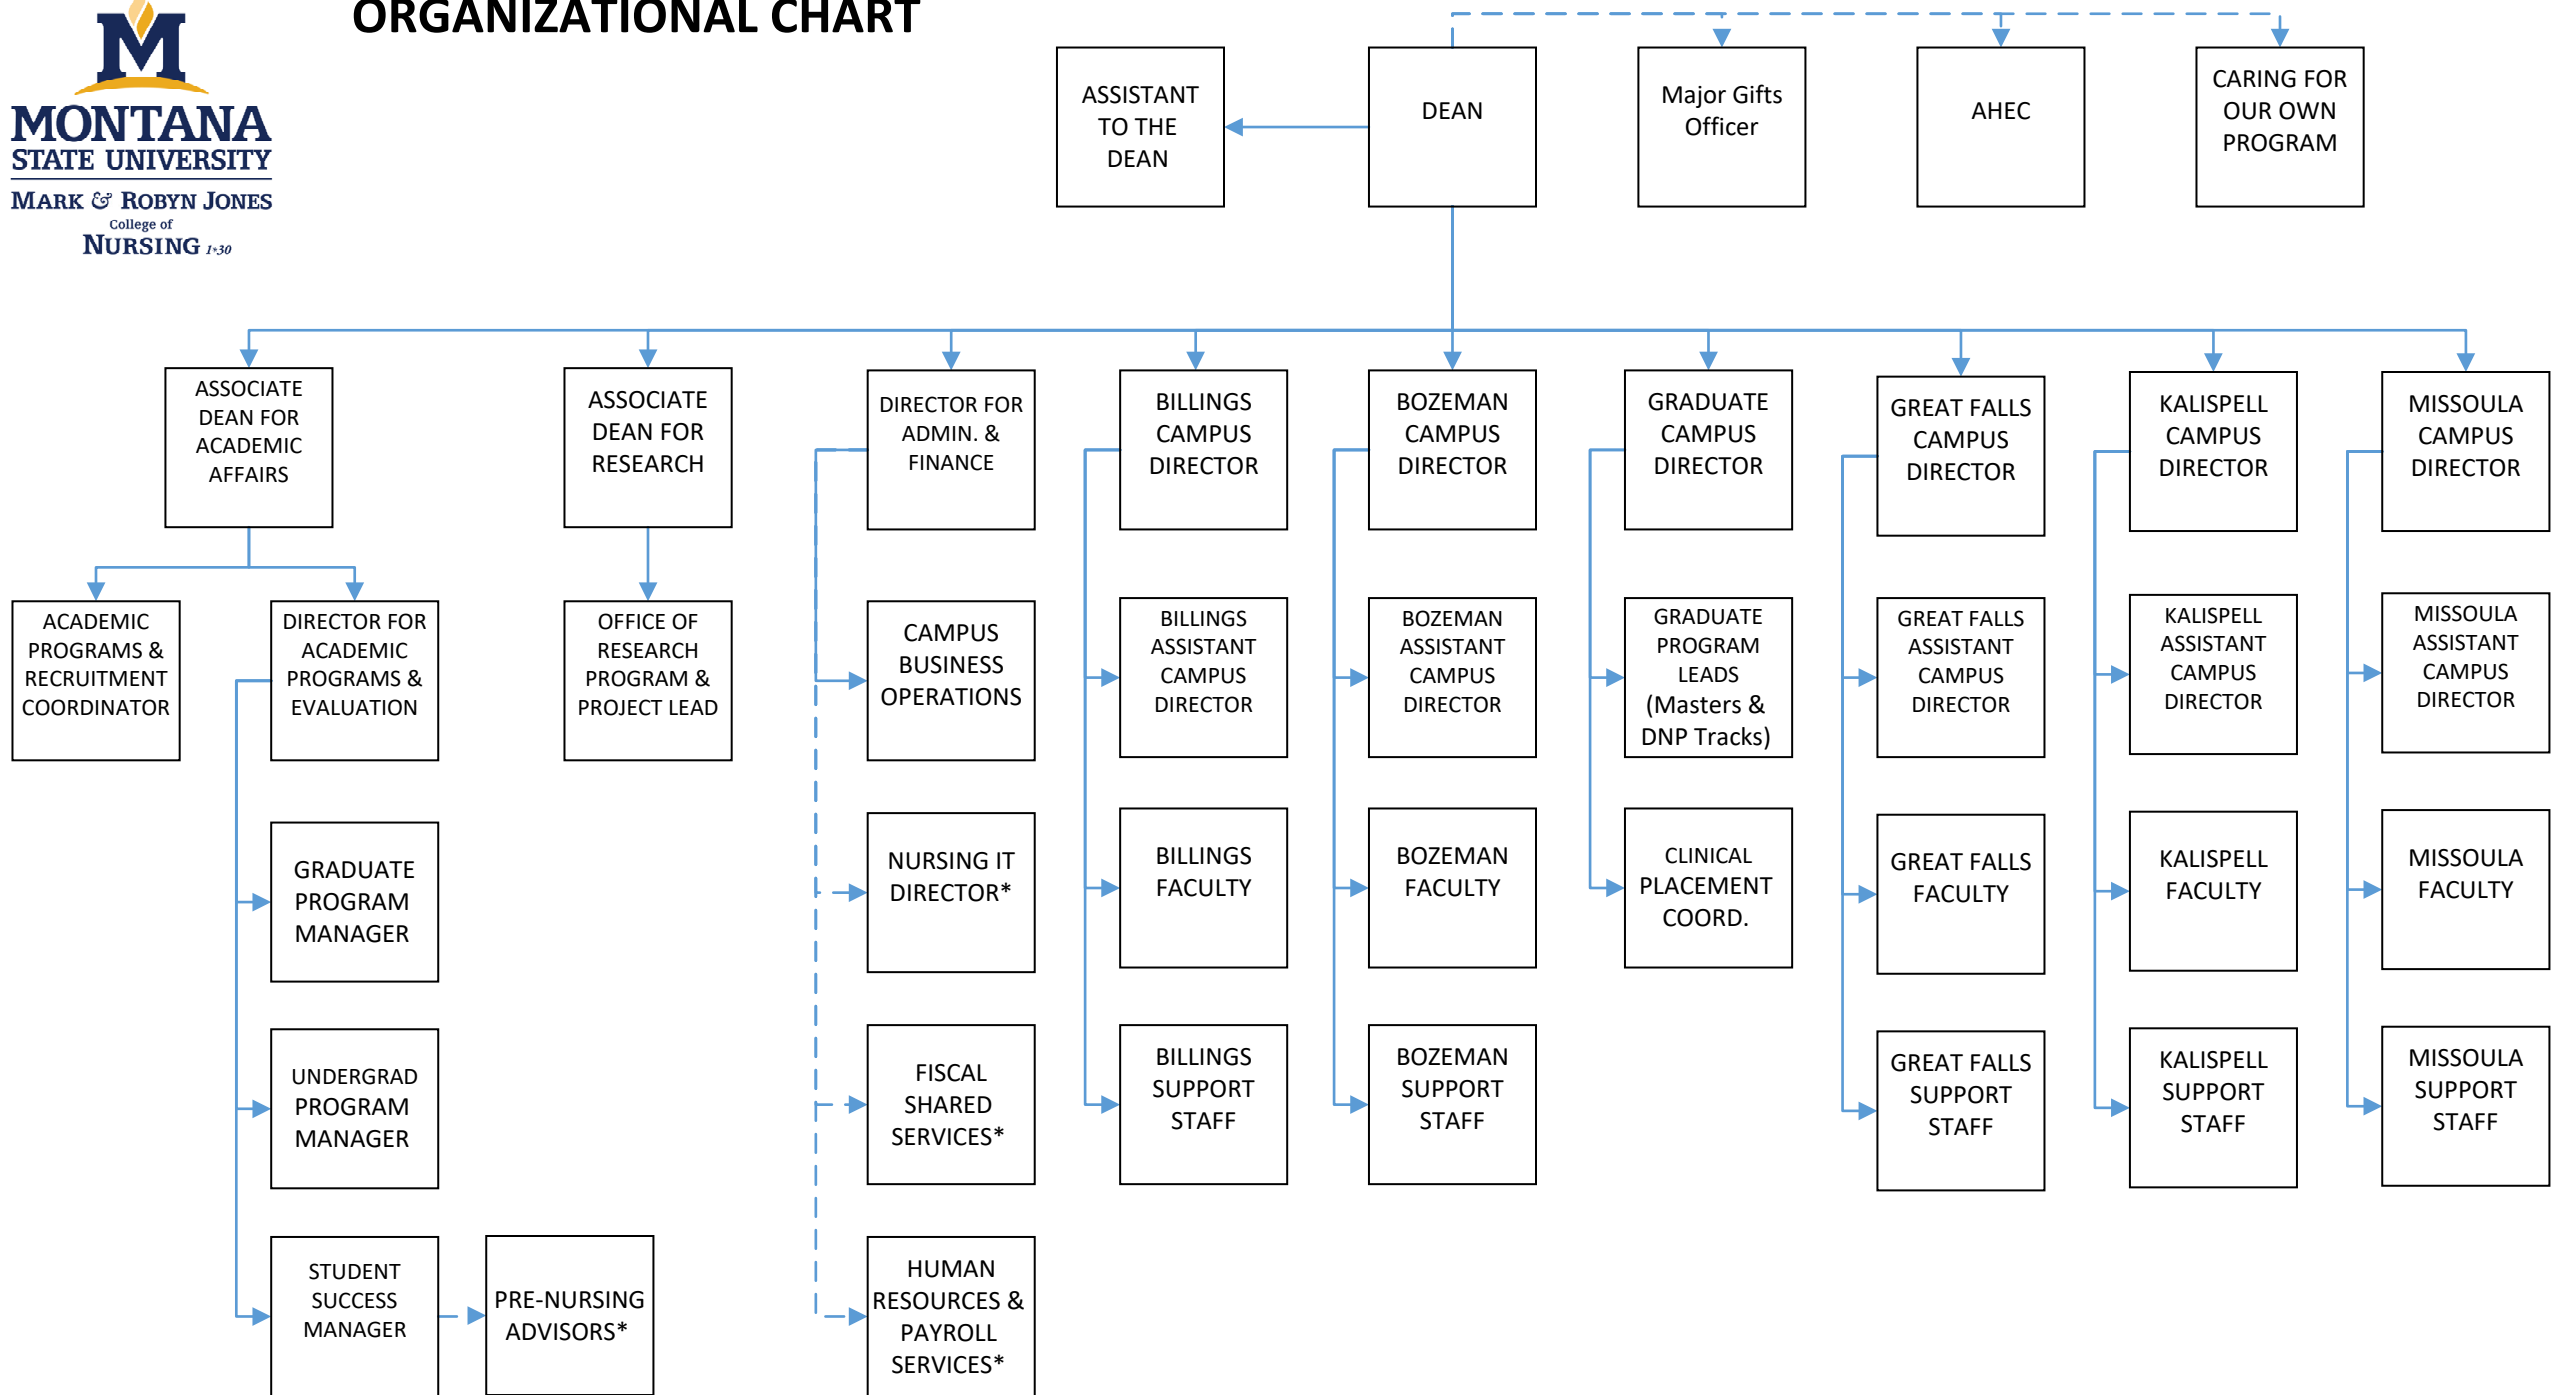 ORGANIZATIONAL CHART
M
MONTANA
STATE UNIVERSITY
MARK & ROBYN JONES
College of
NURSING 1•30
ASSISTANT
TO THE
DEAN
DEAN
Major Gifts
Officer
AHEC
CARING FOR
OUR OWN
PROGRAM
ASSOCIATE
DEAN FOR
ACADEMIC
AFFAIRS
ASSOCIATE
DEAN FOR
RESEARCH
DIRECTOR FOR
ADMIN. &
FINANCE
BILLINGS
CAMPUS
DIRECTOR
BOZEMAN
CAMPUS
DIRECTOR
GRADUATE
CAMPUS
DIRECTOR
GREAT FALLS
CAMPUS
DIRECTOR
KALISPELL
CAMPUS
DIRECTOR
MISSOULA
CAMPUS
DIRECTOR
ACADEMIC
PROGRAMS &
RECRUITMENT
COORDINATOR
DIRECTOR FOR
ACADEMIC
PROGRAMS &
EVALUATION
OFFICE OF
RESEARCH
PROGRAM &
PROJECT LEAD
CAMPUS
BUSINESS
OPERATIONS
BILLINGS
ASSISTANT
CAMPUS
DIRECTOR
BOZEMAN
ASSISTANT
CAMPUS
DIRECTOR
GRADUATE
PROGRAM
LEADS
(Masters &
DNP Tracks)
GREAT FALLS
ASSISTANT
CAMPUS
DIRECTOR
KALISPELL
ASSISTANT
CAMPUS
DIRECTOR
MISSOULA
ASSISTANT
CAMPUS
DIRECTOR
GRADUATE
PROGRAM
MANAGER
NURSING IT
DIRECTOR*
BILLINGS
FACULTY
BOZEMAN
FACULTY
CLINICAL
PLACEMENT
COORD.
GREAT FALLS
FACULTY
KALISPELL
FACULTY
MISSOULA
FACULTY
UNDERGRAD
PROGRAM
MANAGER
FISCAL
SHARED
SERVICES*
BILLINGS
SUPPORT
STAFF
BOZEMAN
SUPPORT
STAFF
GREAT FALLS
SUPPORT
STAFF
KALISPELL
SUPPORT
STAFF
MISSOULA
SUPPORT
STAFF
STUDENT
SUCCESS
MANAGER
PRE-NURSING
ADVISORS*
HUMAN
RESOURCES &
PAYROLL
SERVICES*